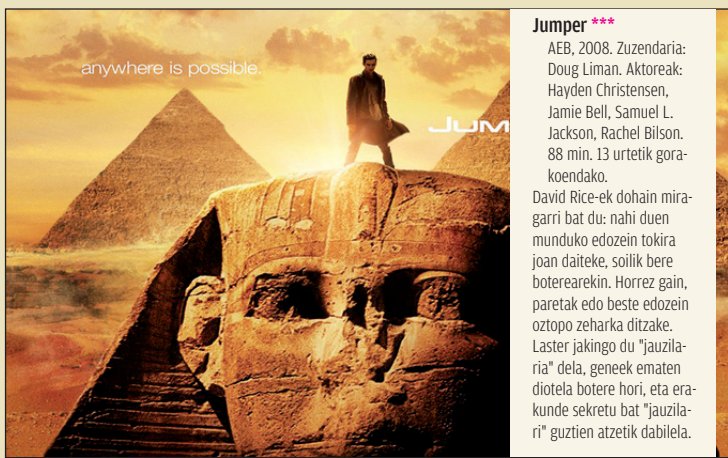 anywhere is possible.
JUM
Jumper ***
AEB, 2008. Zuzendaria:
Doug Liman. Aktoreak:
Hayden Christensen,
Jamie Bell, Samuel L.
Jackson, Rachel Bilson.
88 min. 13 urtetik gora-
koendako.
David Rice-ek dohain mira-
garri bat du: nahi duen
munduko edozein tokira
joan daiteke, soilik bere
boterearekin. Horrez gain,
paretak edo beste edozein
oztopo zeharka ditzake.
Laster jakingo du "jauzila-
ria" dela, geneek ematen
diotela botere hori, eta era-
kunde sekretu bat "jauzila-
ri" guztien atzetik dabilela.